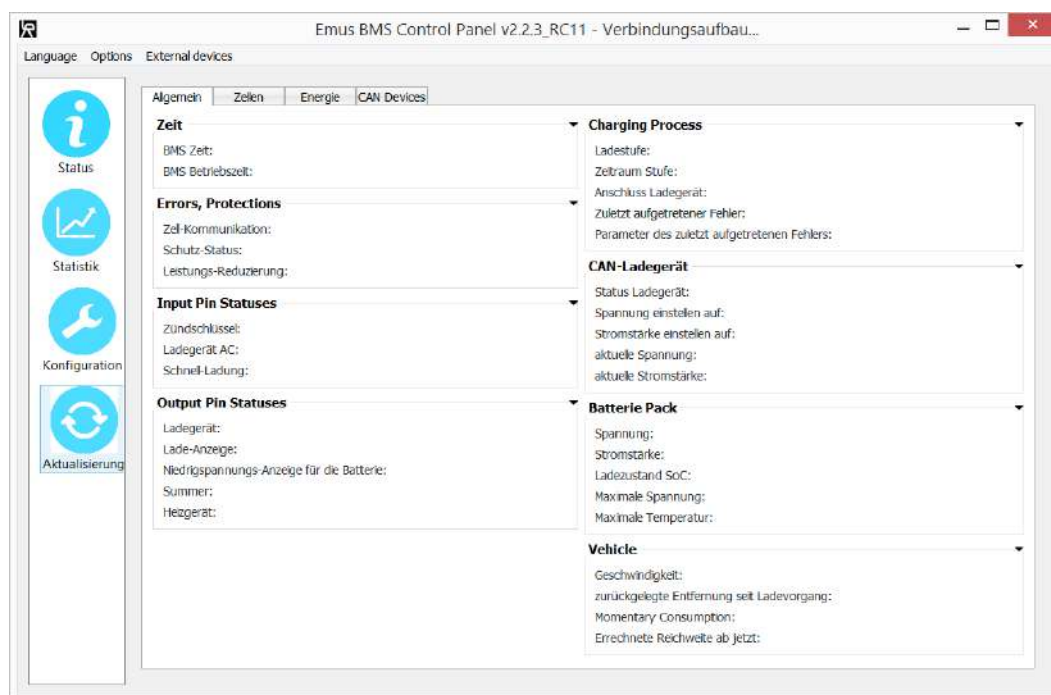 Emus BMS Control Panel v2.2.3_RC11 - Verbindungsaufbau...
Language Options External devices
Status
Statistik
Konfiguration
Aktualisierung
Algemein Zellen Energie CAN Devices
Zeit
BMS Zeit:
BMS Betriebszeit:
Errors, Protections
Zell-Kommunikation:
Schutz-Status:
Leistungs-Reduzierung:
Input Pin Statuses
Zündschlüssel:
Ladegerät AC:
Schnell-Ladung:
Output Pin Statuses
Ladegerät:
Lade-Anzeige:
Niedrigspannungs-Anzeige für die Batterie:
Summer:
Heizgerät:
Charging Process
Ladestufe:
Zeitraum Stufe:
Anschluss Ladegerät:
Zuletzt aufgetretener Fehler:
Parameter des zuletzt aufgetretenen Fehlers:
CAN-Ladegerät
Status Ladegerät:
Spannung einstellen auf:
Stromstärke einstellen auf:
aktuelle Spannung:
aktuelle Stromstärke:
Batterie Pack
Spannung:
Stromstärke:
Ladezustand SoC:
Maximale Spannung:
Maximale Temperatur:
Vehicle
Geschwindigkeit:
zurückgelegte Entfernung seit Ladevorgang:
Momentary Consumption:
Errechnete Reichweite ab jetzt: